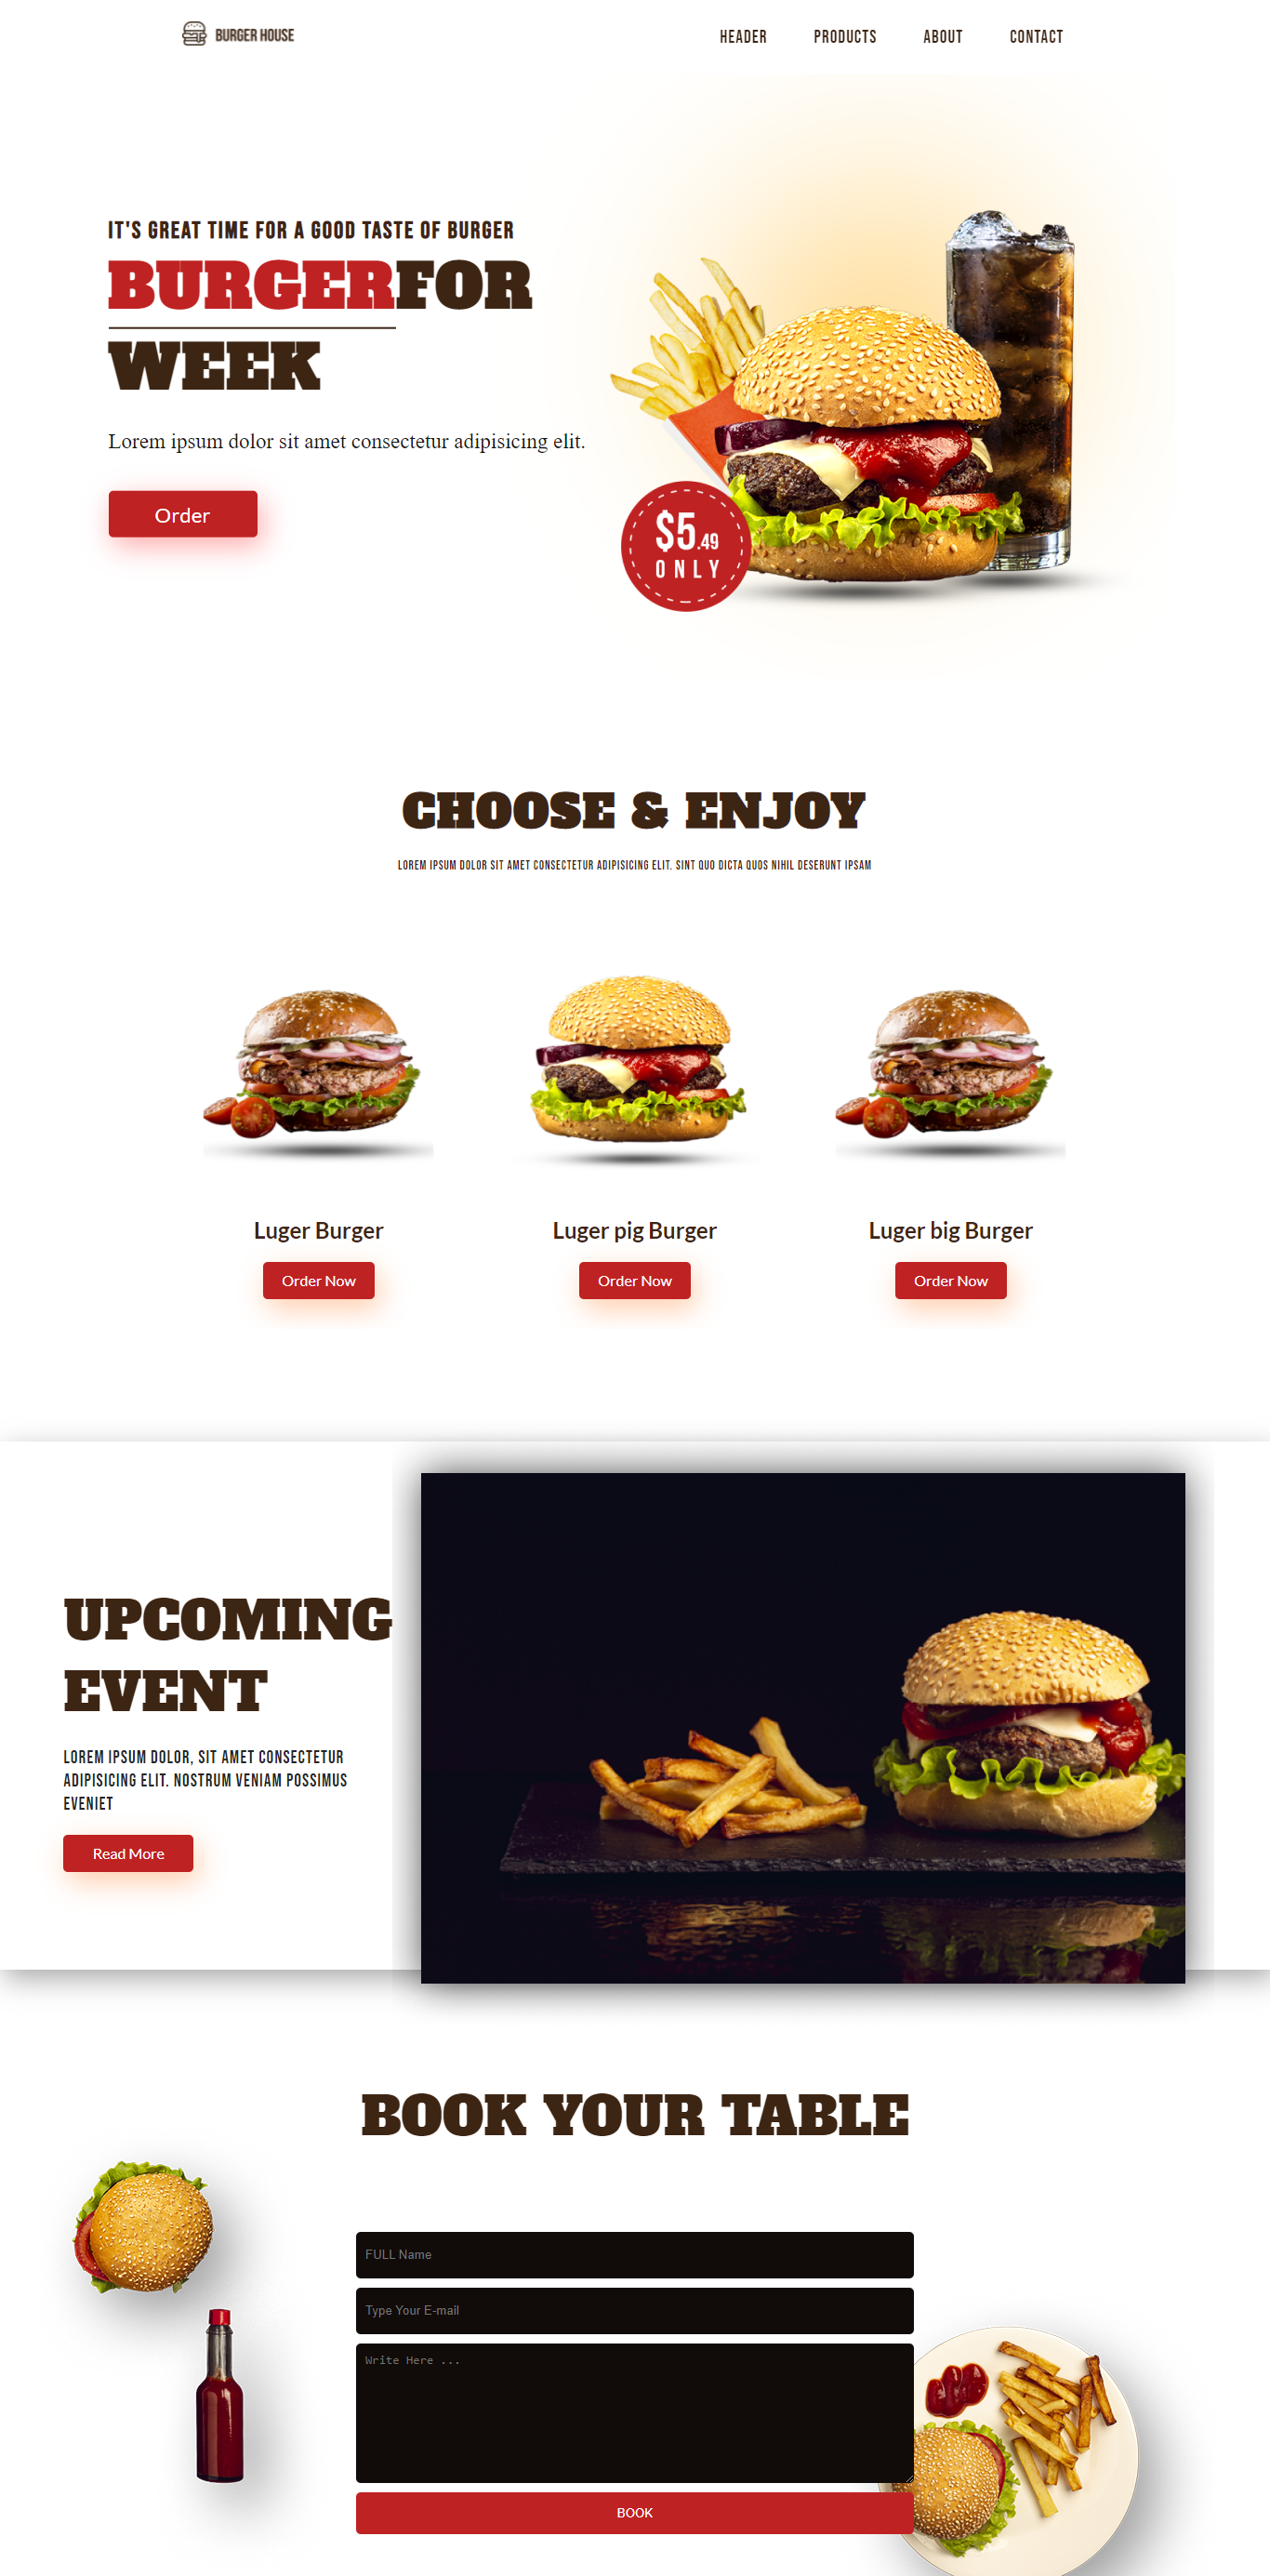 BURGER HOUSE
HEADER PRODUCTS ABOUT CONTACT
IT'S GREAT TIME FOR A GOOD TASTE OF BURGER
BURGERFOR
WEEK
Lorem ipsum dolor sit amet consectetur adipisicing elit.
Order
$5.49
ONLY
CHOOSE & ENJOY
LOREM IPSUM DOLOR SIT AMET CONSECTETUR ADIPISICING ELIT. SINT QUO DICTA QUOS NIHIL DESERUNT IPSAM
Luger Burger
Order Now
Luger pig Burger
Order Now
Luger big Burger
Order Now
UPCOMING
EVENT
LOREM IPSUM DOLOR, SIT AMET CONSECTETUR
ADIPISICING ELIT. NOSTRUM VENIAM POSSIMUS
EVENIET
Read More
BOOK YOUR TABLE
FULL Name
Type Your E-mail
Write Here ...
BOOK